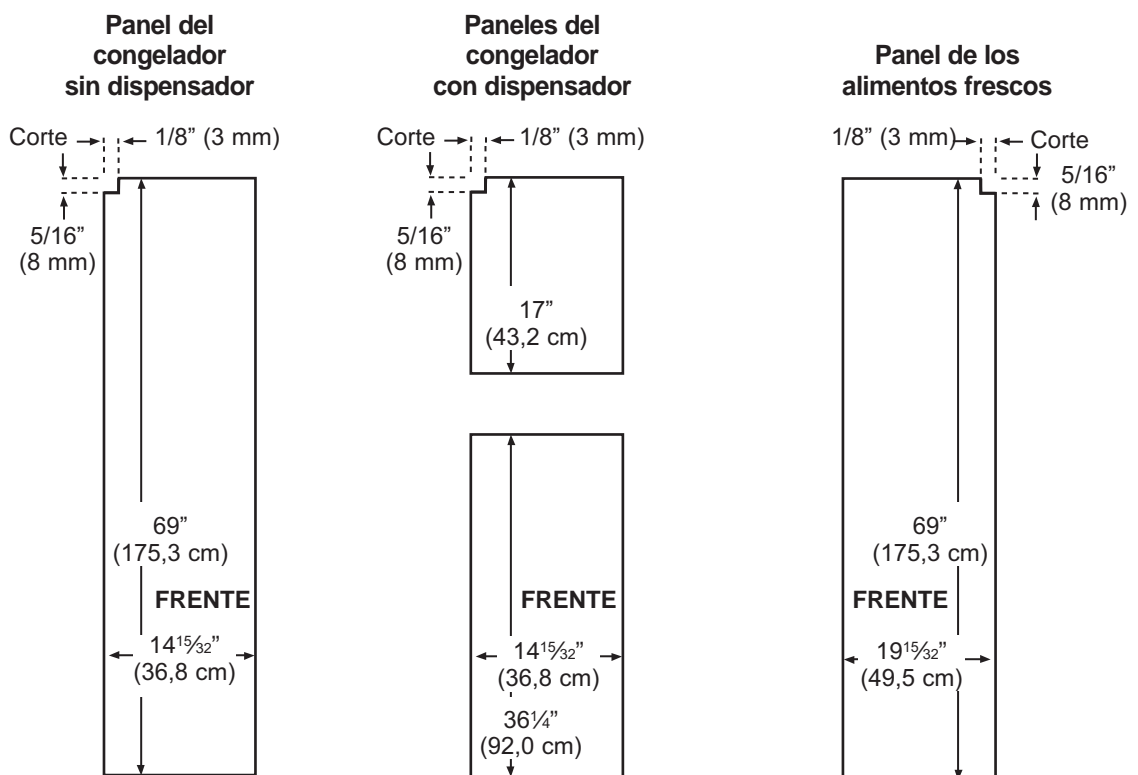 Panel del
congelador
sin dispensador
Corte
1/8” (3 mm)
5/16”
(8 mm)
69”
(175,3 cm)
FRENTE
14 15/32”
(36,8 cm)
Paneles del
congelador
con dispensador
Corte
1/8” (3 mm)
5/16”
(8 mm)
17”
(43,2 cm)
FRENTE
14 15/32”
(36,8 cm)
36 1/4”
(92,0 cm)
Panel de los
alimentos frescos
1/8” (3 mm)
Corte
5/16”
(8 mm)
69”
(175,3 cm)
FRENTE
19 15/32”
(49,5 cm)